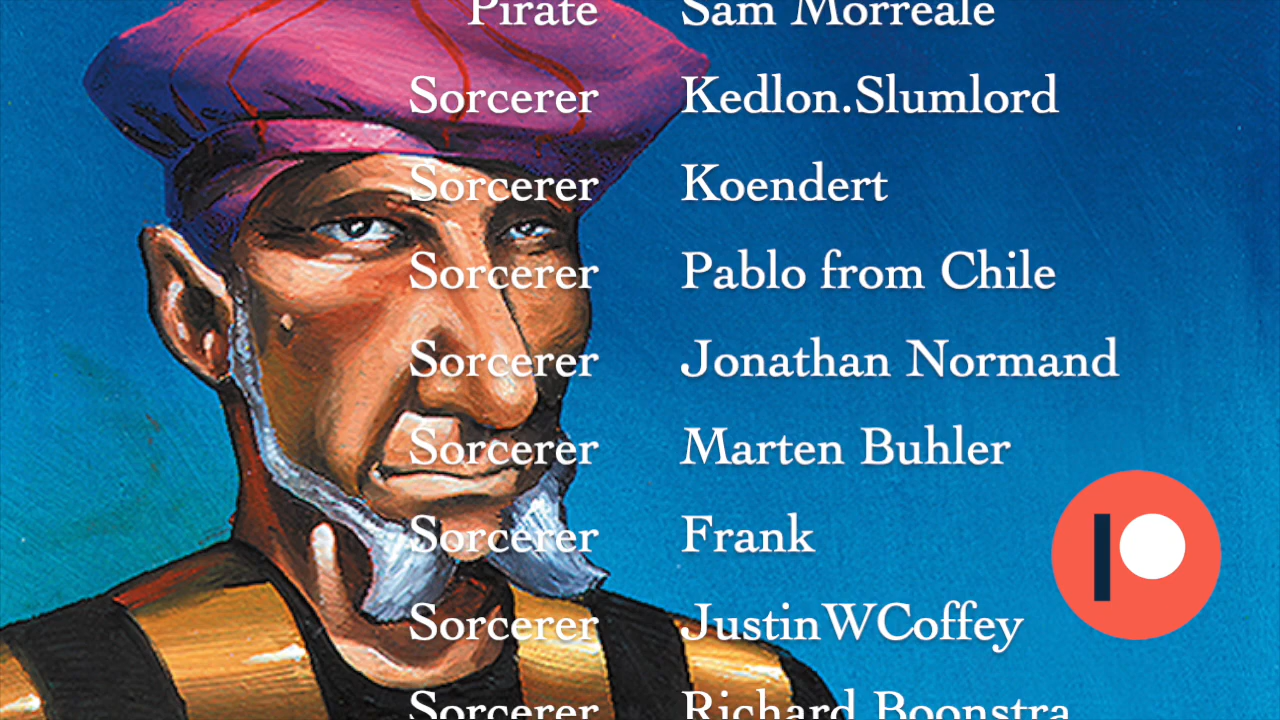 Pirate Sam Morreale
Sorcerer Kedlon.Slumlord
Sorcerer Koendert
Sorcerer Pablo from Chile
Sorcerer Jonathan Normand
Sorcerer Marten Buhler
Sorcerer Frank
Sorcerer JustinWCoffey
Sorcerer Richard Boonstra